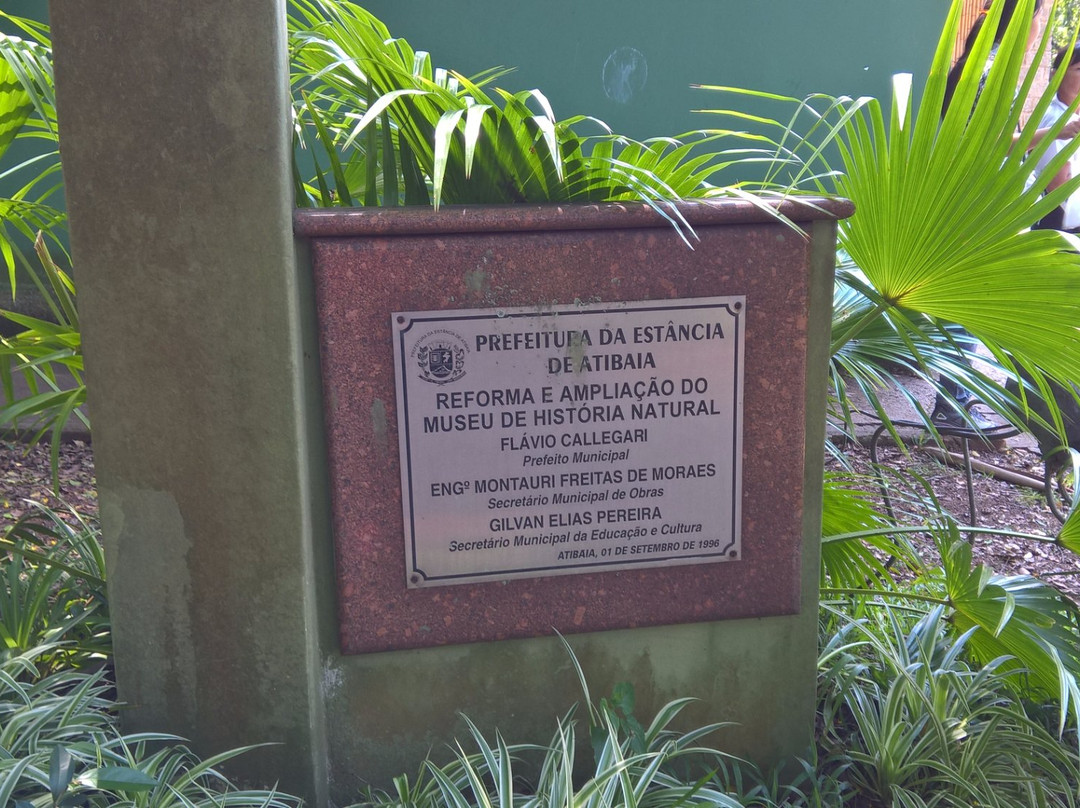 PREFEITURA DA ESTÂNCIA
DE ATIBAIA
REFORMA E AMPLIAÇÃO DO
MUSEU DE HISTÓRIA NATURAL
FLÁVIO CALLEGARI
Prefeito Municipal
ENGº MONTAURI FREITAS DE MORAES
Secretário Municipal de Obras
GILVAN ELIAS PEREIRA
Secretário Municipal da Educação e Cultura
ATIBAIA, 01 DE SETEMBRO DE 1996